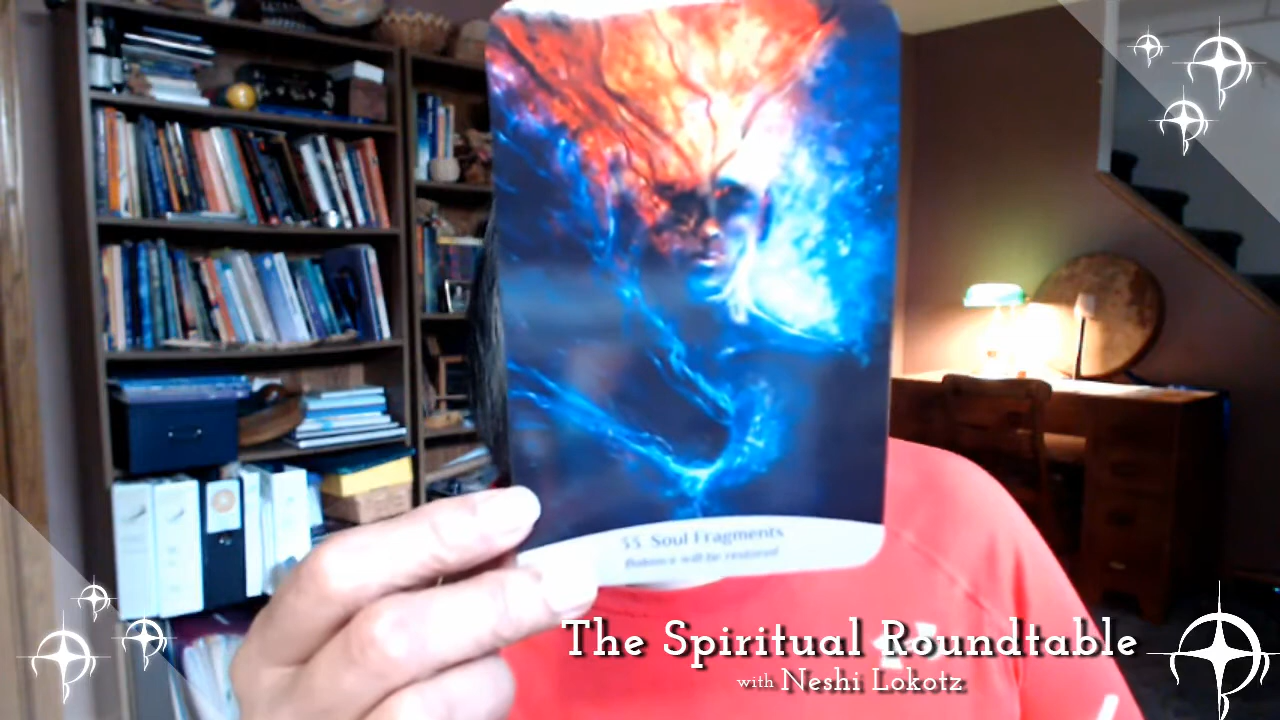 55 Soul Fragments
Balance will be restored
The Spiritual Roundtable
with Neshi Lokotz